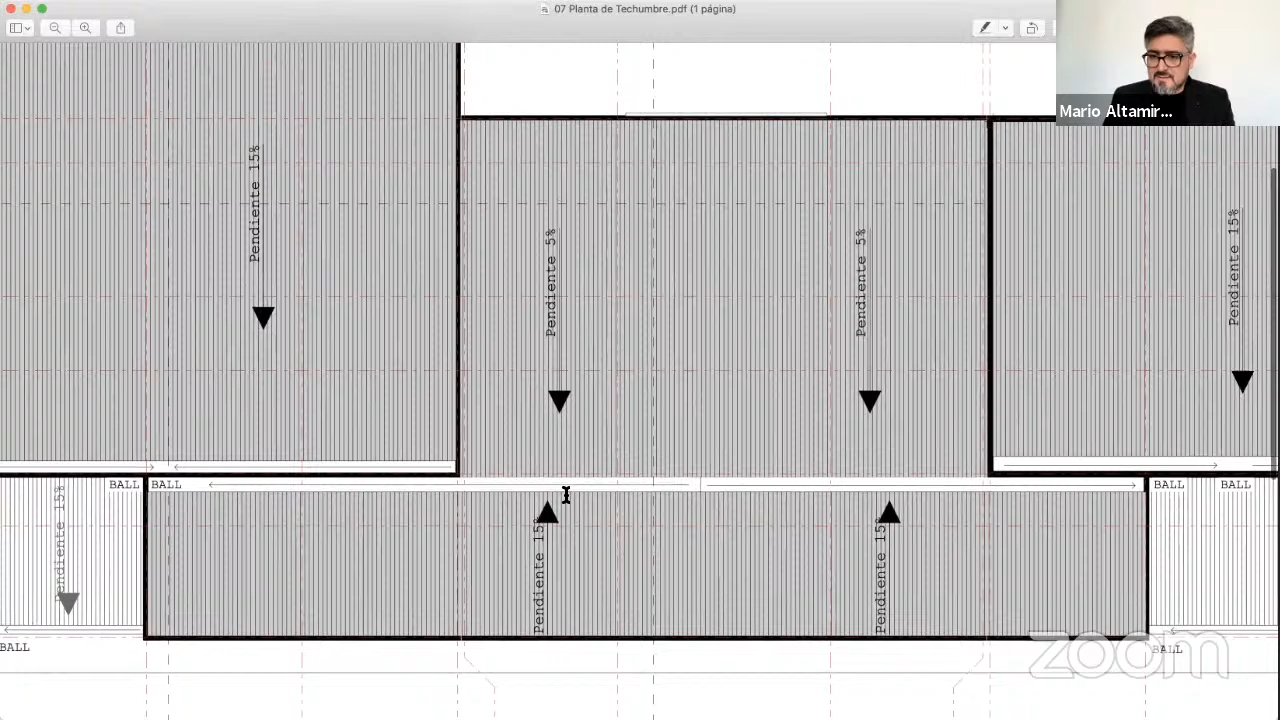 07 Planta de Techumbre.pdf (1 página)
Mario Altamir...
Pendiente 15%
Pendiente 5%
Pendiente 5%
Pendiente 15%
BALL
BALL
BALL
BALL
Pendiente 15%
Pendiente 15%
Pendiente 15%
BALL
BALL
zoom